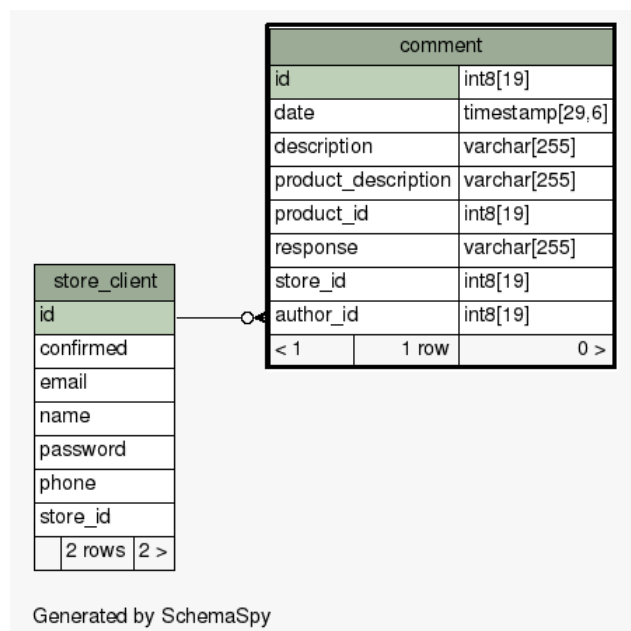 comment
id int8[19]
date timestamp[29,6]
description varchar[255]
product_description varchar[255]
product_id int8[19]
response varchar[255]
store_id int8[19]
author_id int8[19]
< 1 1 row 0 >
store_client
id
confirmed
email
name
password
phone
store_id
2 rows 2 >
Generated by SchemaSpy